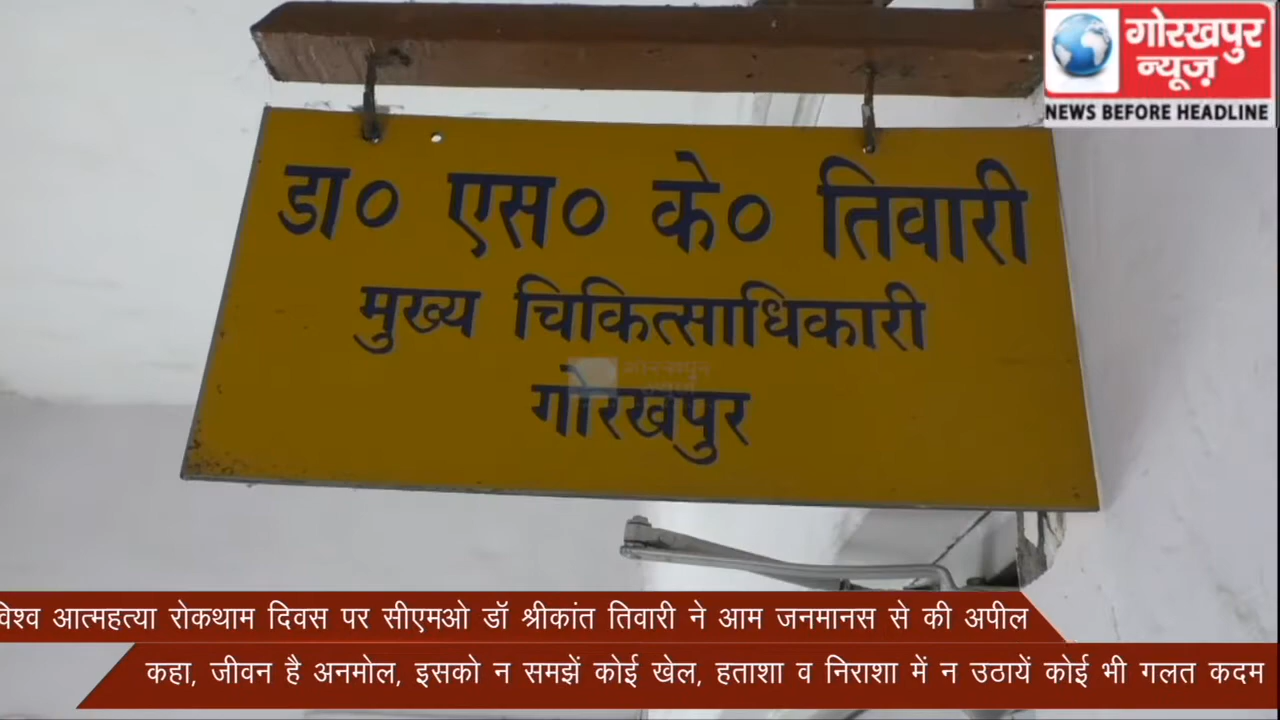 गोरखपुर
न्यूज़
NEWS BEFORE HEADLINE
डा० एस० के० तिवारी
मुख्य चिकित्साधिकारी
गोरखपुर
विश्व आत्महत्या रोकथाम दिवस पर सीएमओ डॉ श्रीकांत तिवारी ने आम जनमानस से की अपील
कहा, जीवन है अनमोल, इसको न समझें कोई खेल, हताशा व निराशा में न उठायें कोई भी गलत कदम